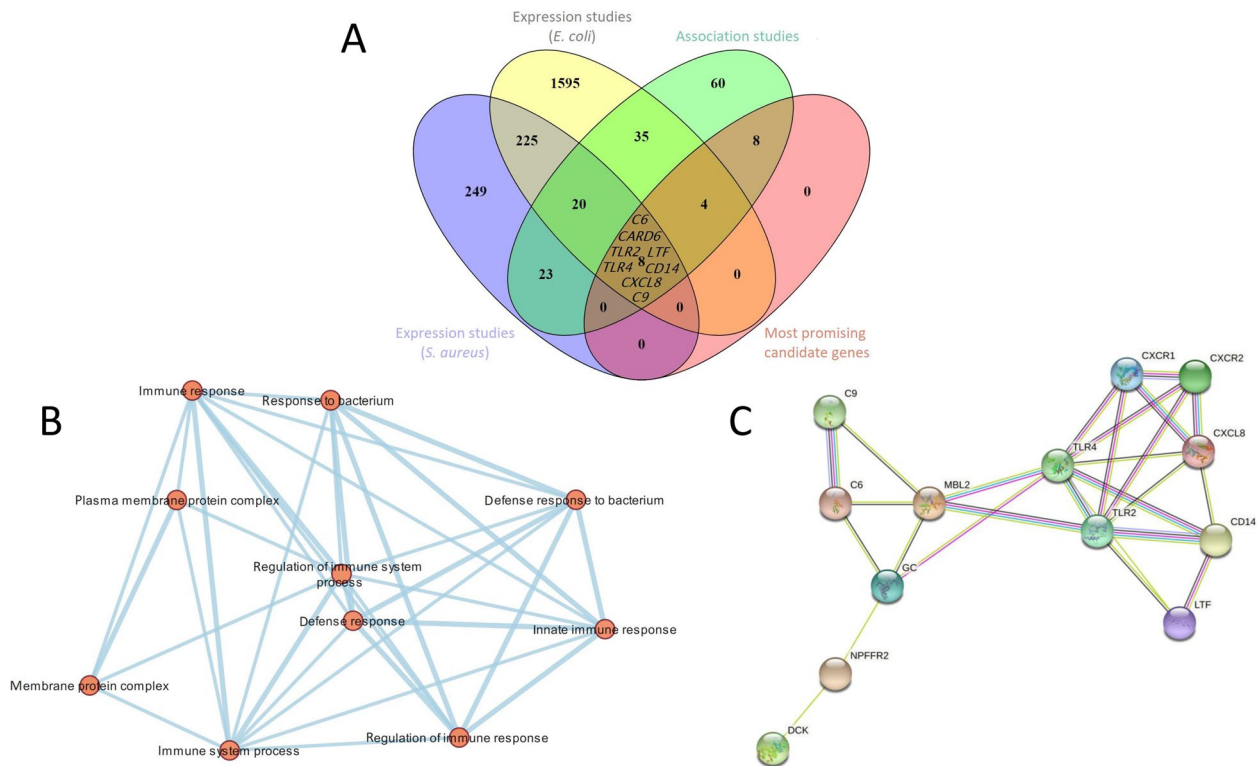 A
Expression studies
(E. coli)
Association studies
1595
60
225
35
8
249
20
4
0
C6
CARD6
TLR2 LTF
8
TLR4 CD14
CXCL8
C9
23
0
0
0
0
Expression studies
(S. aureus)
Most promising
candidate genes
B
Immune response
Response to bacterium
Plasma membrane protein complex
Defense response to bacterium
Regulation of immune system
process
Defense response
Innate immune response
Membrane protein complex
Immune system process
Regulation of immune response
C
CXCR1
CXCR2
C9
CXCL8
TLR4
C6
MBL2
TLR2
CD14
GC
LTF
NPFFR2
DCK